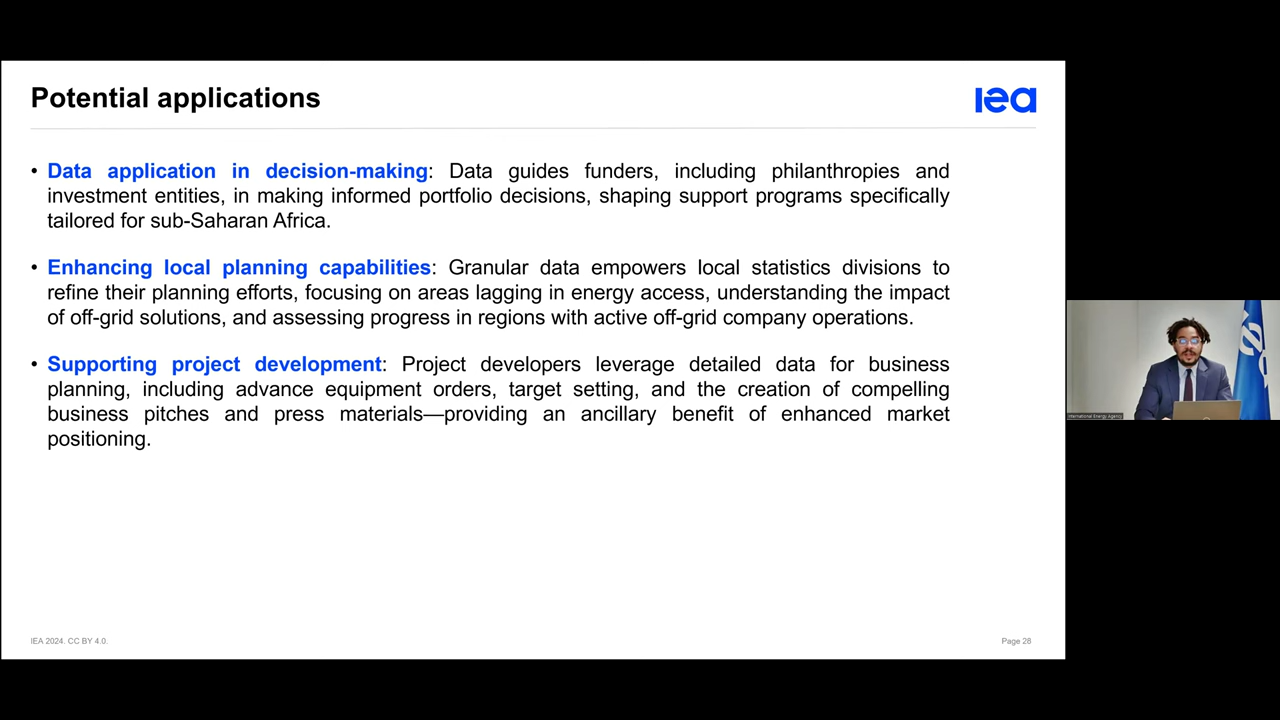 Potential applications
iea
• Data application in decision-making: Data guides funders, including philanthropies and
investment entities, in making informed portfolio decisions, shaping support programs specifically
tailored for sub-Saharan Africa.
• Enhancing local planning capabilities: Granular data empowers local statistics divisions to
refine their planning efforts, focusing on areas lagging in energy access, understanding the impact
of off-grid solutions, and assessing progress in regions with active off-grid company operations.
• Supporting project development: Project developers leverage detailed data for business
planning, including advance equipment orders, target setting, and the creation of compelling
business pitches and press materials—providing an ancillary benefit of enhanced market
positioning.
International Energy Agency
IEA 2024. CC BY 4.0.
Page 28